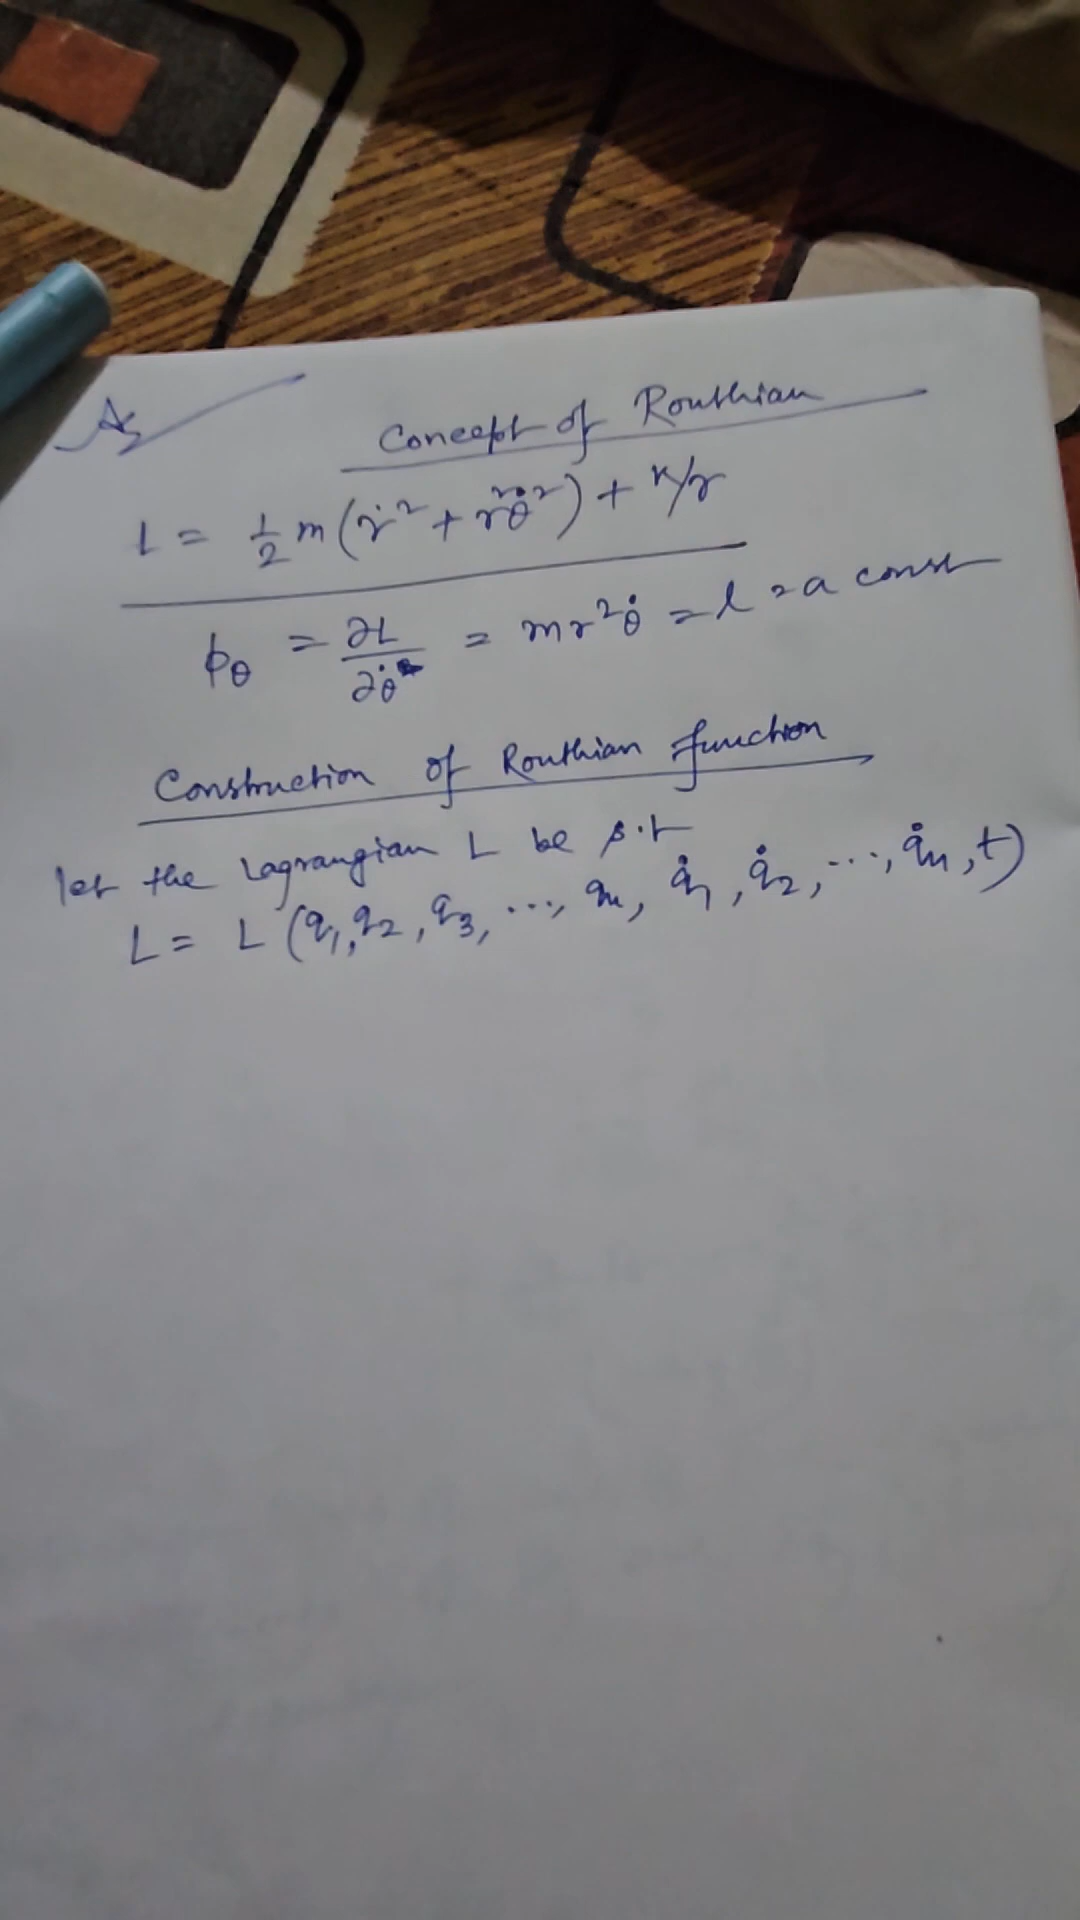 Concept of Routhian
L = 1/2 m(ṙ² + r²θ̇²) + k/r
pθ = ∂L/∂θ̇ = mr²θ̇ = l = a const
Construction of Routhian function
let the Lagrangian L be s.t
L = L (q₁, q₂, q₃, ..., qₙ, q̇₁, q̇₂, ..., q̇ₙ, t)